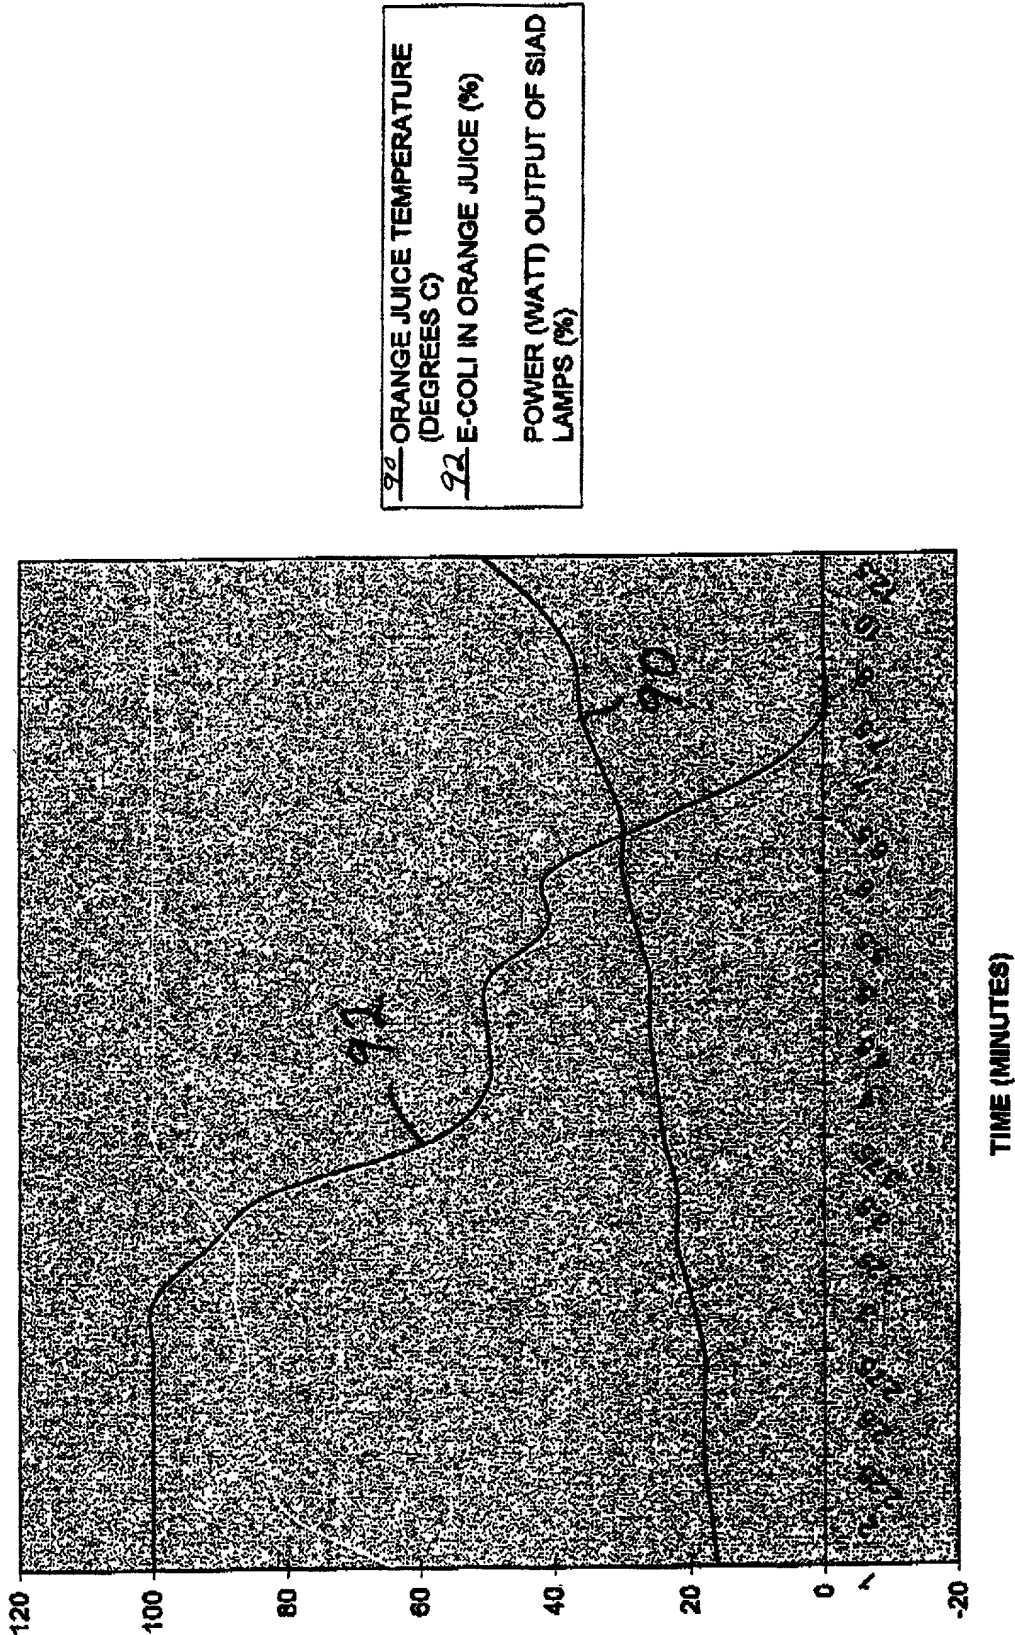 120
100
80
60
40
20
0
-20
TIME (MINUTES)
92
90
90 ORANGE JUICE TEMPERATURE
(DEGREES C)
92 E-COLI IN ORANGE JUICE (%)
POWER (WATT) OUTPUT OF SIAD
LAMPS (%)